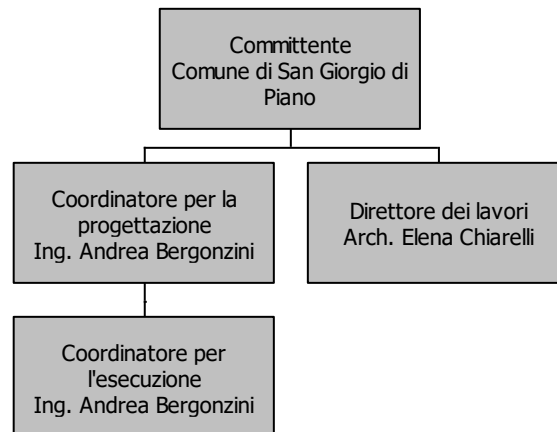 Committente
Comune di San Giorgio di
Piano
Coordinatore per la
progettazione
Ing. Andrea Bergonzini
Direttore dei lavori
Arch. Elena Chiarelli
Coordinatore per
l'esecuzione
Ing. Andrea Bergonzini